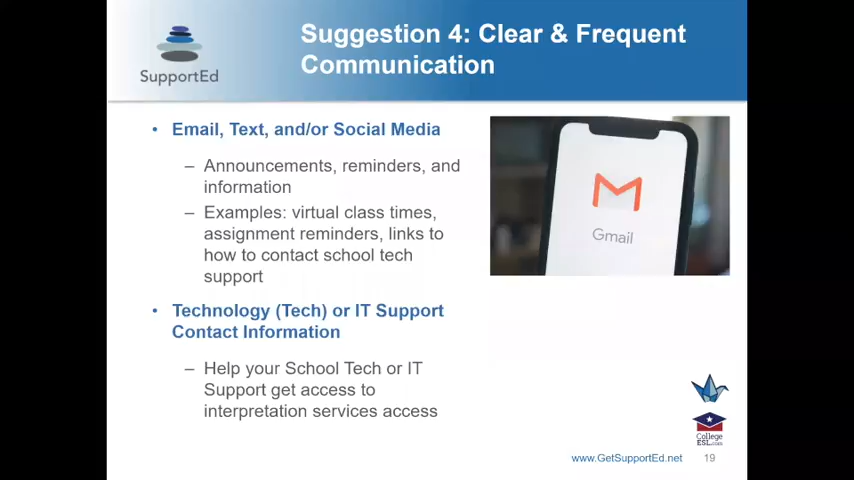 SupportEd
Suggestion 4: Clear & Frequent
Communication
• Email, Text, and/or Social Media
– Announcements, reminders, and
information
– Examples: virtual class times,
assignment reminders, links to
how to contact school tech
support
• Technology (Tech) or IT Support
Contact Information
– Help your School Tech or IT
Support get access to
interpretation services access
Gmail
College
ESL.com
www.GetSupportEd.net 19